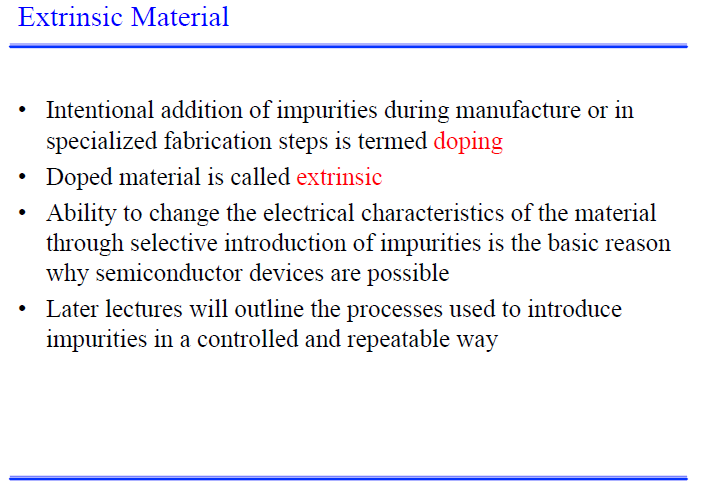 Extrinsic Material
• Intentional addition of impurities during manufacture or in
specialized fabrication steps is termed doping
• Doped material is called extrinsic
• Ability to change the electrical characteristics of the material
through selective introduction of impurities is the basic reason
why semiconductor devices are possible
• Later lectures will outline the processes used to introduce
impurities in a controlled and repeatable way